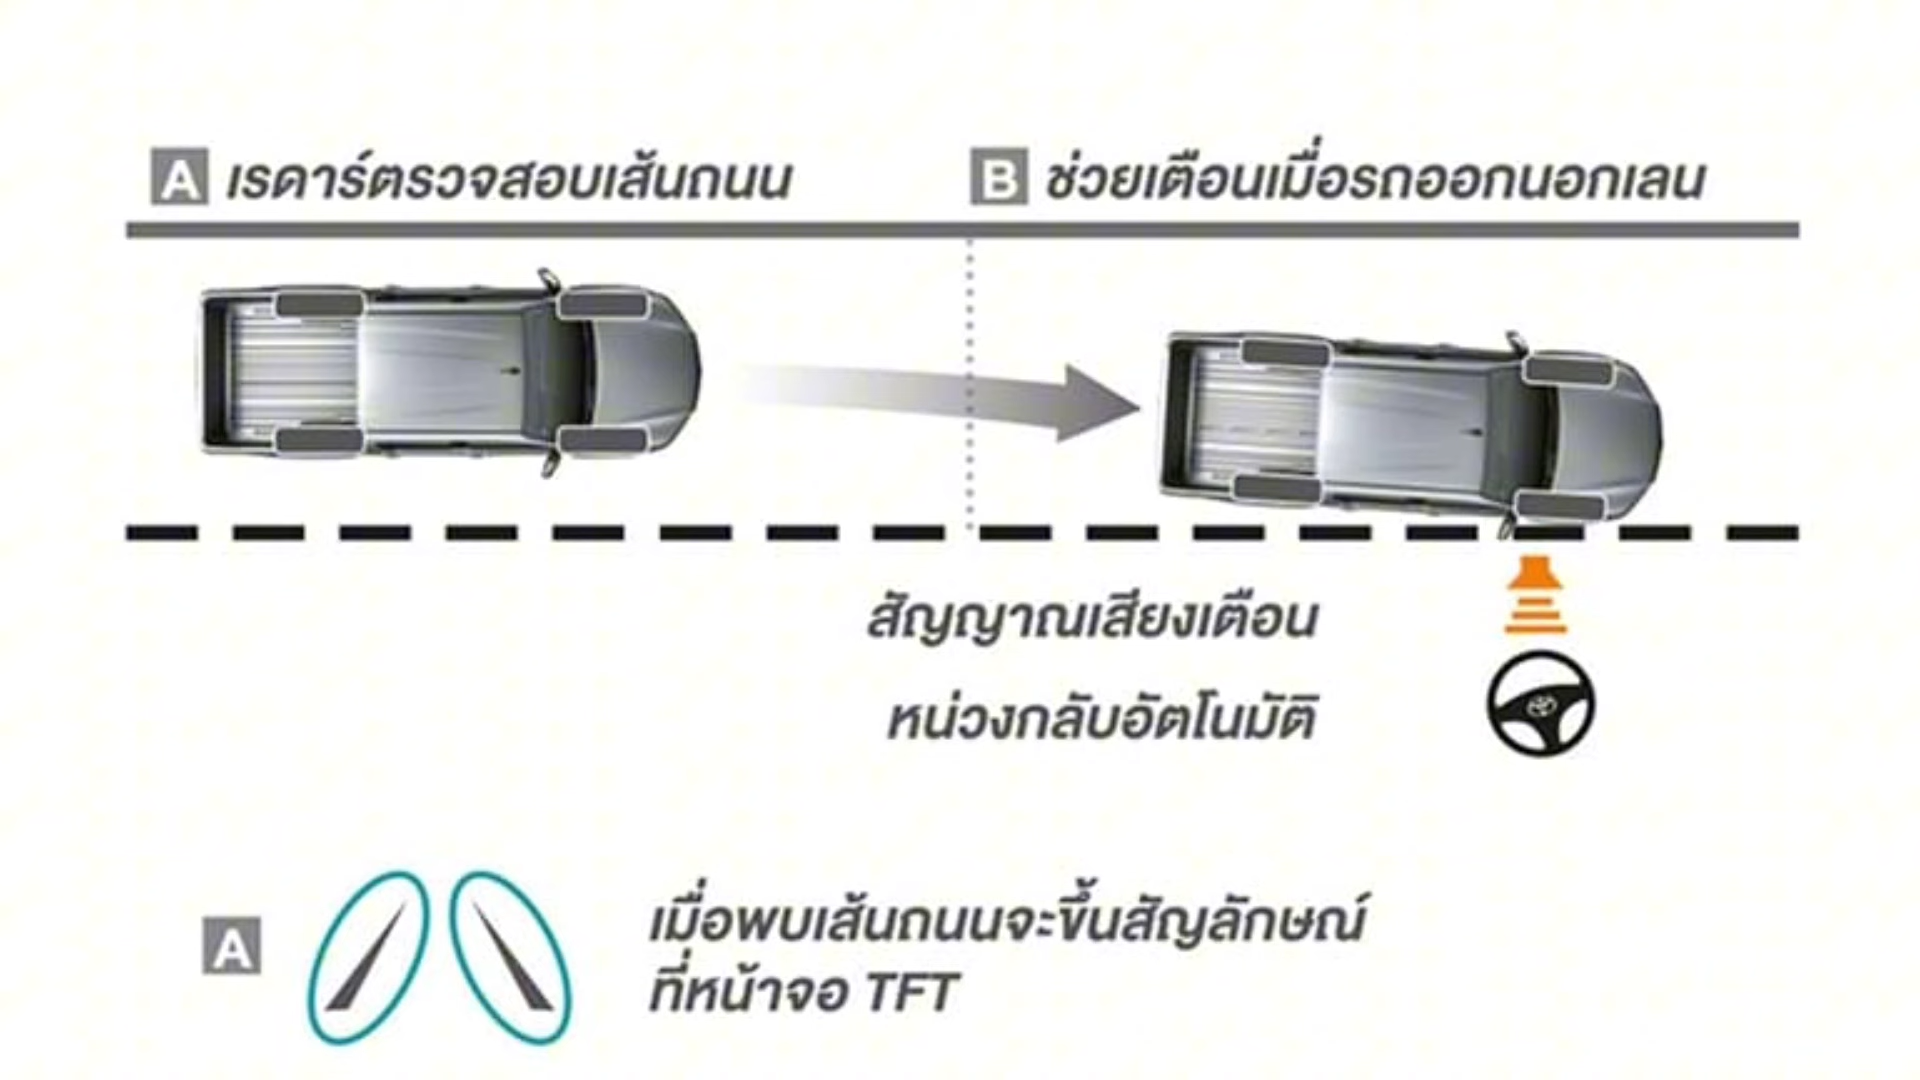 A เรดาร์ตรวจสอบเส้นถนน
B ช่วยเตือนเมื่อรถออกนอกเลน
สัญญาณเสียงเตือน
หน่วงกลับอัตโนมัติ
A
เมื่อพบเส้นถนนจะขึ้นสัญลักษณ์
ที่หน้าจอ TFT